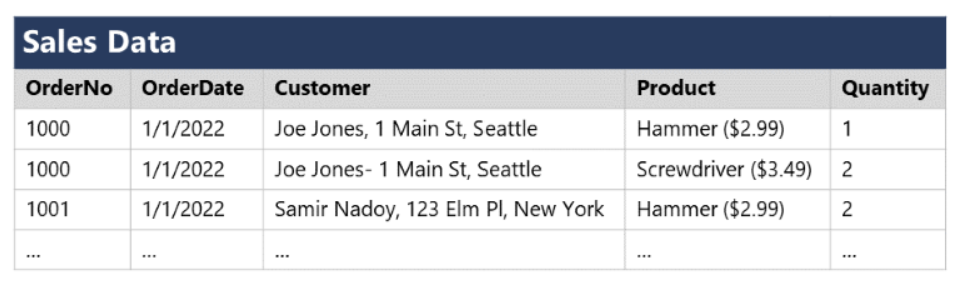 Sales Data
OrderNo OrderDate Customer Product Quantity
1000 1/1/2022 Joe Jones, 1 Main St, Seattle Hammer ($2.99) 1
1000 1/1/2022 Joe Jones- 1 Main St, Seattle Screwdriver ($3.49) 2
1001 1/1/2022 Samir Nadoy, 123 Elm Pl, New York Hammer ($2.99) 2
... ... ... ... ...